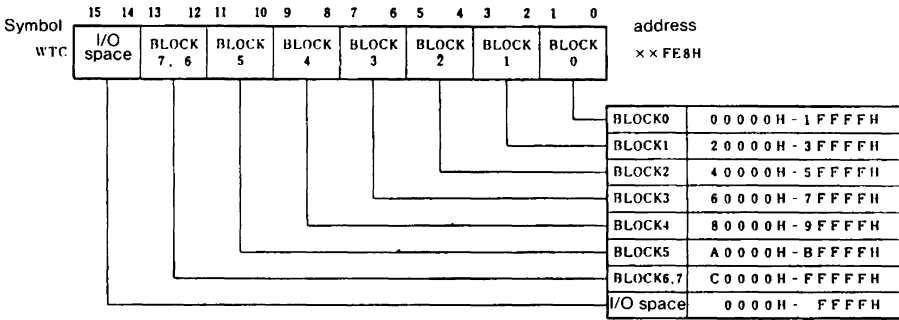 15 14 13 12 11 10 9 8 7 6 5 4 3 2 1 0
Symbol
address
WTC
I/O space
BLOCK 7. 6
BLOCK 5
BLOCK 4
BLOCK 3
BLOCK 2
BLOCK 1
BLOCK 0
××FE8H
BLOCK0 00000H - 1FFFFH
BLOCK1 20000H - 3FFFFH
BLOCK2 40000H - 5FFFFH
BLOCK3 60000H - 7FFFFH
BLOCK4 80000H - 9FFFFH
BLOCK5 A0000H - BFFFFH
BLOCK6,7 C0000H - FFFFFH
I/O space 0000H - FFFFH